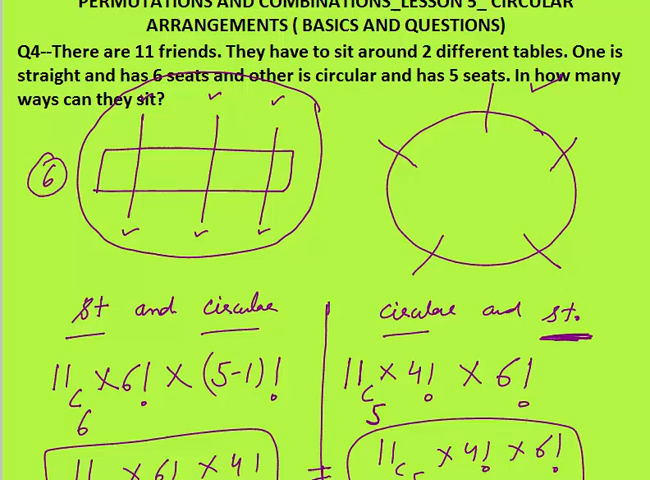 PERMUTATIONS AND COMBINATIONS_LESSON 5_ CIRCULAR
ARRANGEMENTS ( BASICS AND QUESTIONS)
Q4--There are 11 friends. They have to sit around 2 different tables. One is
straight and has 6 seats and other is circular and has 5 seats. In how many
ways can they sit?
6
st and circular
circular and st.
11C6 × 6! × (5-1)!
11C5 × 4! × 6!
11 × 6! × 4!
=
11C5 × 4! × 6!